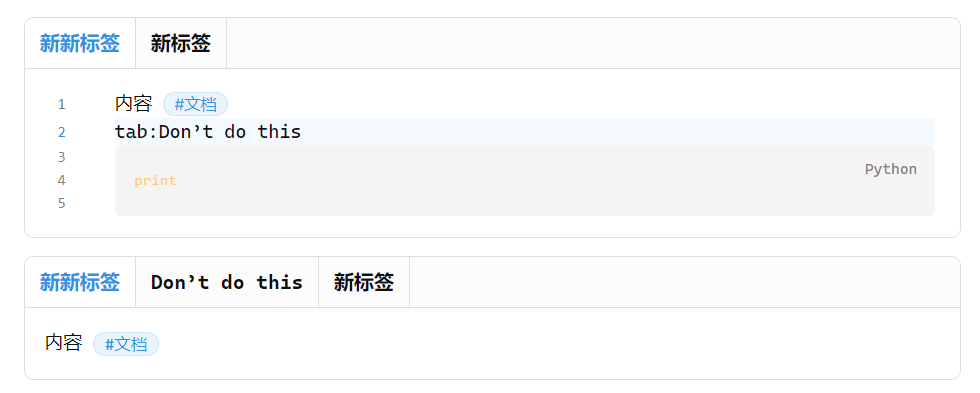 新新标签 新标签
1 内容 #文档
2 tab:Don’t do this
3 Python
4 print
5
新新标签 Don’t do this 新标签
内容 #文档